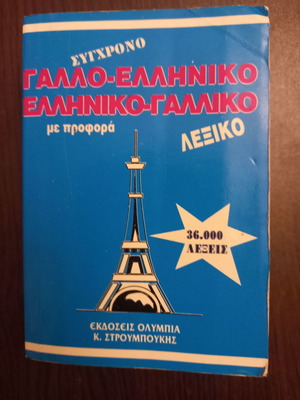 ΣΥΓΧΡΟΝΟ
ΓΑΛΛΟ-ΕΛΛΗΝΙΚΟ
ΕΛΛΗΝΙΚΟ-ΓΑΛΛΙΚΟ
με προφορά
ΛΕΞΙΚΟ
36.000
ΛΕΞΕΙΣ
ΕΚΔΟΣΕΙΣ ΟΛΥΜΠΙΑ
Κ. ΣΤΡΟΥΜΠΟΥΚΗΣ